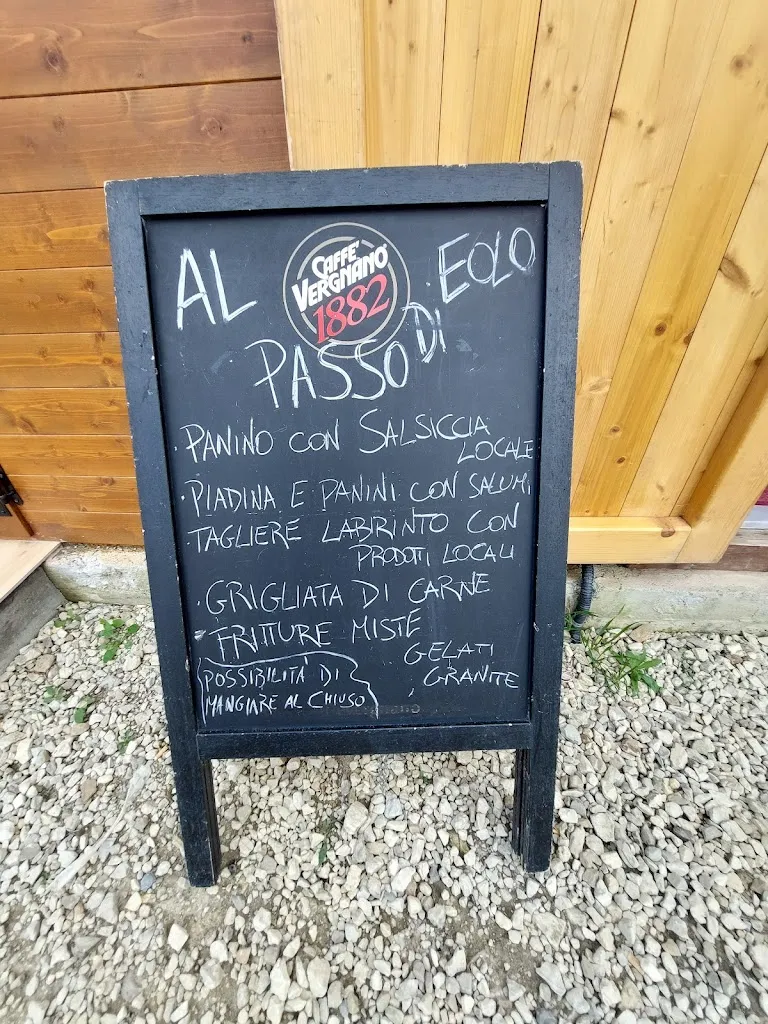 CAFFE'
VERGNANO
1882
AL
PASSO DI EOLO
· PANINO CON SALSICCIA
LOCALE
· PIADINA E PANINI CON SALUMI
· TAGLIERE LABIRINTO CON
PRODOTI LOCALI
· GRIGLIATA DI CARNE
- FRITTURE MISTE
GELATI
GRANITE
POSSIBILITÀ DI
MANGIARE AL CHIUSO